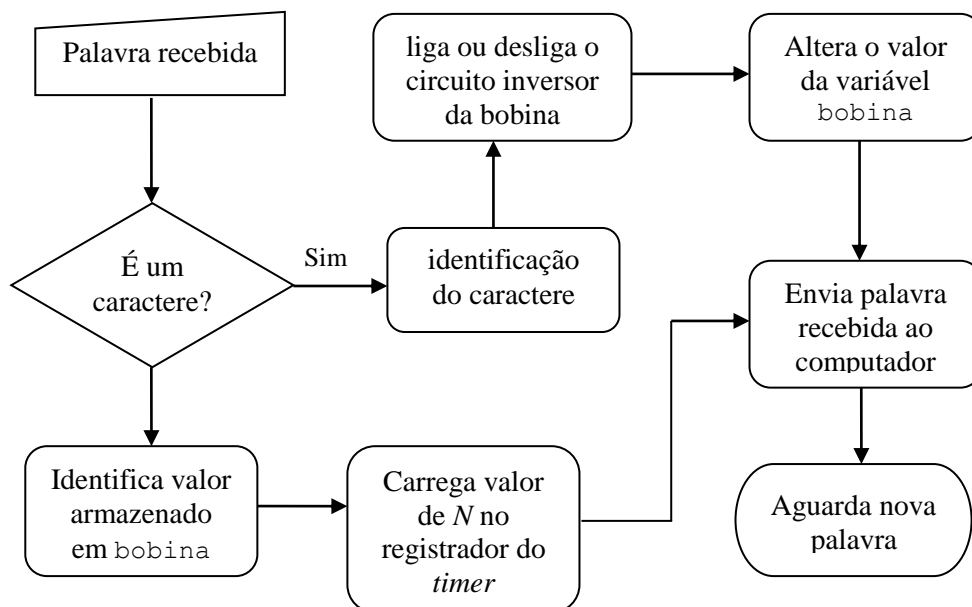 Palavra recebida
É um
caractere?
Sim
identificação
do caractere
liga ou desliga o
circuito inversor
da bobina
Altera o valor
da variável
bobina
Envia palavra
recebida ao
computador
Aguarda nova
palavra
Identifica valor
armazenado
em bobina
Carrega valor
de N no
registrador do
timer